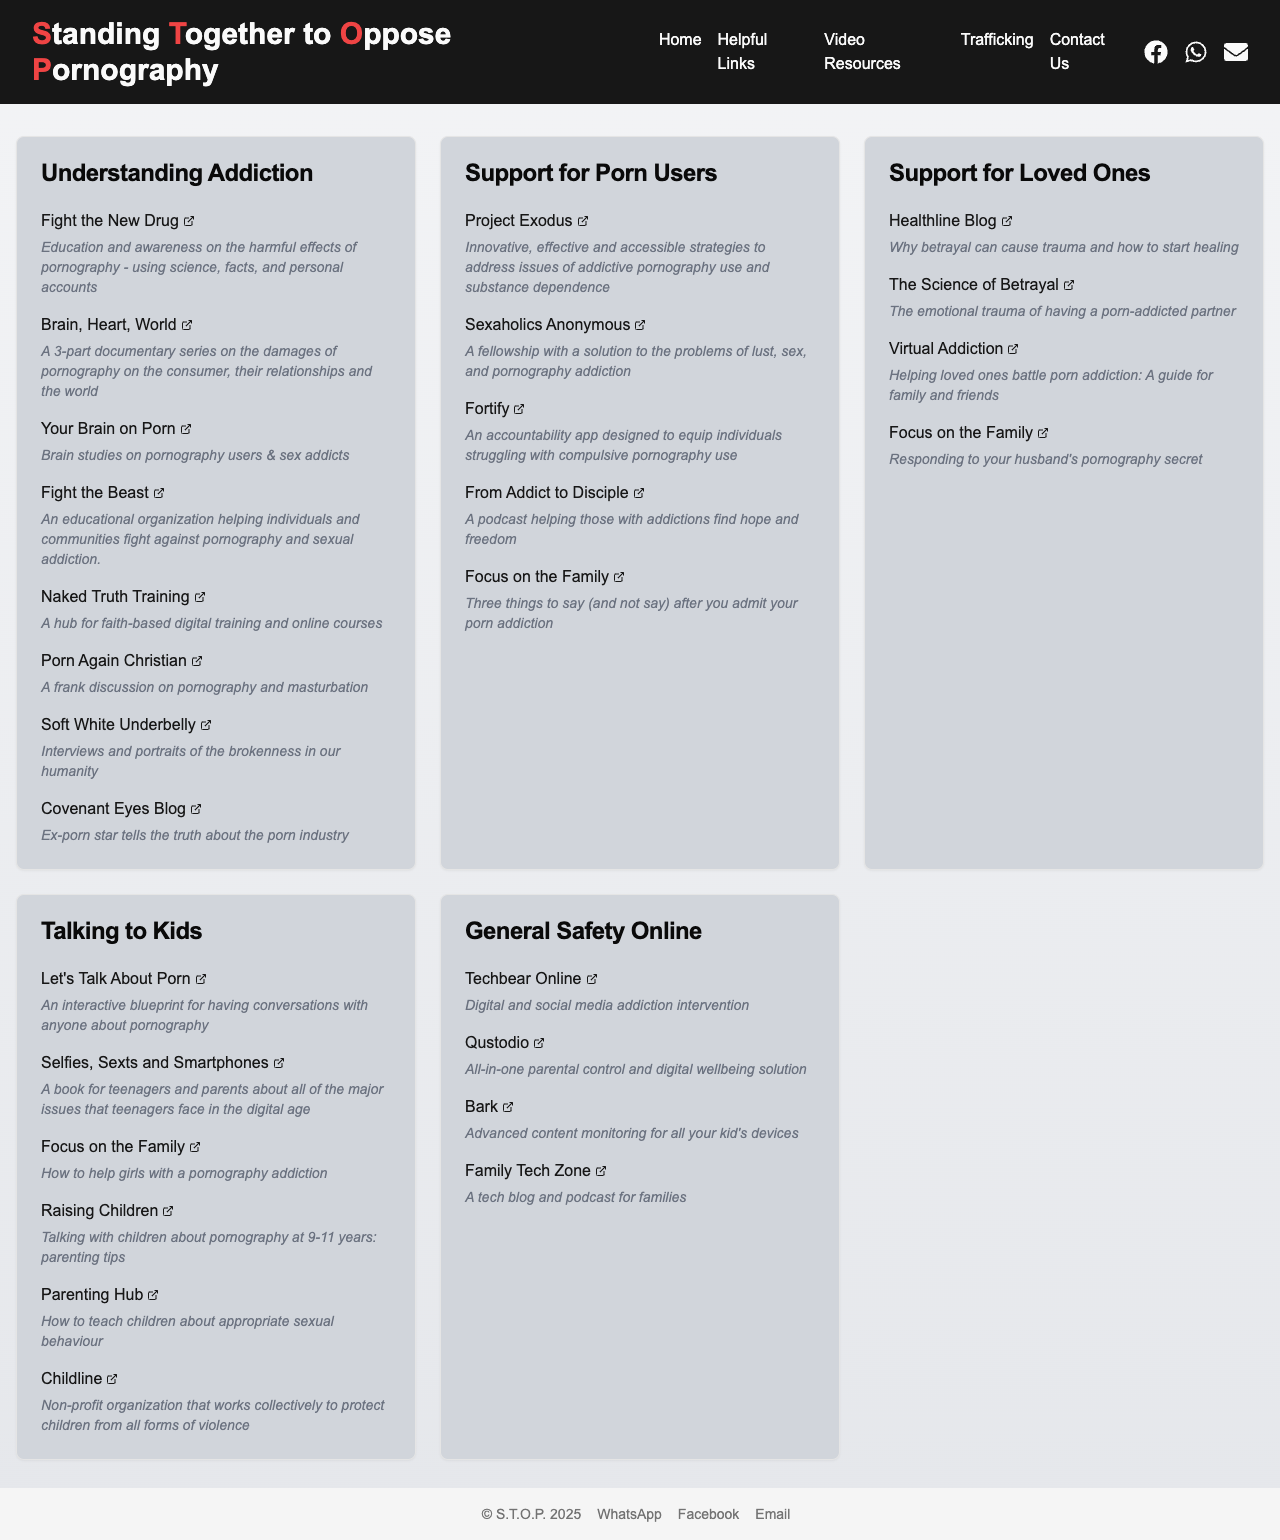 Standing Together to Oppose
Pornography
Home
Helpful
Links
Video
Resources
Trafficking
Contact
Us
Understanding Addiction
Fight the New Drug
Education and awareness on the harmful effects of
pornography - using science, facts, and personal
accounts
Brain, Heart, World
A 3-part documentary series on the damages of
pornography on the consumer, their relationships and
the world
Your Brain on Porn
Brain studies on pornography users & sex addicts
Fight the Beast
An educational organization helping individuals and
communities fight against pornography and sexual
addiction.
Naked Truth Training
A hub for faith-based digital training and online courses
Porn Again Christian
A frank discussion on pornography and masturbation
Soft White Underbelly
Interviews and portraits of the brokenness in our
humanity
Covenant Eyes Blog
Ex-porn star tells the truth about the porn industry
Support for Porn Users
Project Exodus
Innovative, effective and accessible strategies to
address issues of addictive pornography use and
substance dependence
Sexaholics Anonymous
A fellowship with a solution to the problems of lust, sex,
and pornography addiction
Fortify
An accountability app designed to equip individuals
struggling with compulsive pornography use
From Addict to Disciple
A podcast helping those with addictions find hope and
freedom
Focus on the Family
Three things to say (and not say) after you admit your
porn addiction
Support for Loved Ones
Healthline Blog
Why betrayal can cause trauma and how to start healing
The Science of Betrayal
The emotional trauma of having a porn-addicted partner
Virtual Addiction
Helping loved ones battle porn addiction: A guide for
family and friends
Focus on the Family
Responding to your husband's pornography secret
Talking to Kids
Let's Talk About Porn
An interactive blueprint for having conversations with
anyone about pornography
Selfies, Sexts and Smartphones
A book for teenagers and parents about all of the major
issues that teenagers face in the digital age
Focus on the Family
How to help girls with a pornography addiction
Raising Children
Talking with children about pornography at 9-11 years:
parenting tips
Parenting Hub
How to teach children about appropriate sexual
behaviour
Childline
Non-profit organization that works collectively to protect
children from all forms of violence
General Safety Online
Techbear Online
Digital and social media addiction intervention
Qustodio
All-in-one parental control and digital wellbeing solution
Bark
Advanced content monitoring for all your kid's devices
Family Tech Zone
A tech blog and podcast for families
© S.T.O.P. 2025 WhatsApp Facebook Email